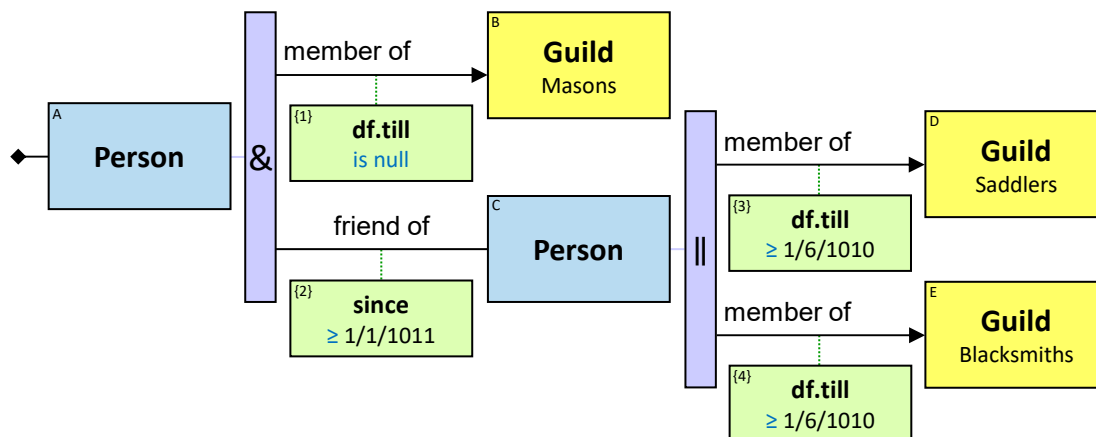 A
Person
&
member of
{1}
df.till
is null
B
Guild
Masons
friend of
{2}
since
≥ 1/1/1011
C
Person
||
member of
{3}
df.till
≥ 1/6/1010
D
Guild
Saddlers
member of
{4}
df.till
≥ 1/6/1010
E
Guild
Blacksmiths